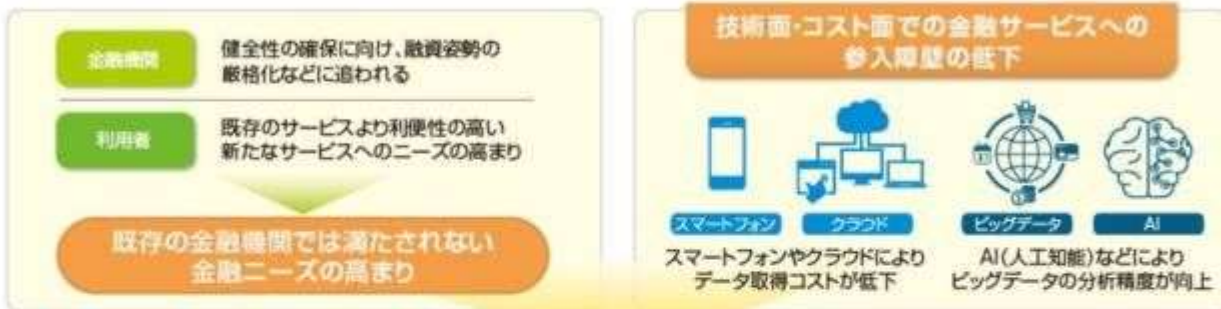 金融機関
健全性の確保に向け、融資姿勢の
厳格化などに追われる
利用者
既存のサービスより利便性の高い
新たなサービスへのニーズの高まり
既存の金融機関では満たされない
金融ニーズの高まり
技術面・コスト面での金融サービスへの
参入障壁の低下
スマートフォン
クラウド
ビッグデータ
AI
スマートフォンやクラウドにより
データ取得コストが低下
AI(人工知能)などにより
ビッグデータの分析精度が向上